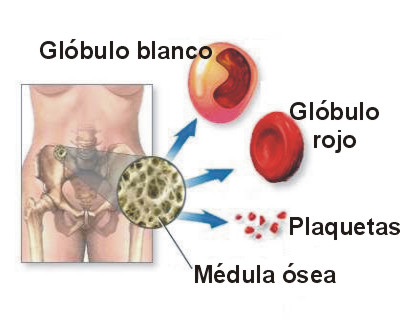 Glóbulo blanco
Glóbulo
rojo
Plaquetas
Médula ósea